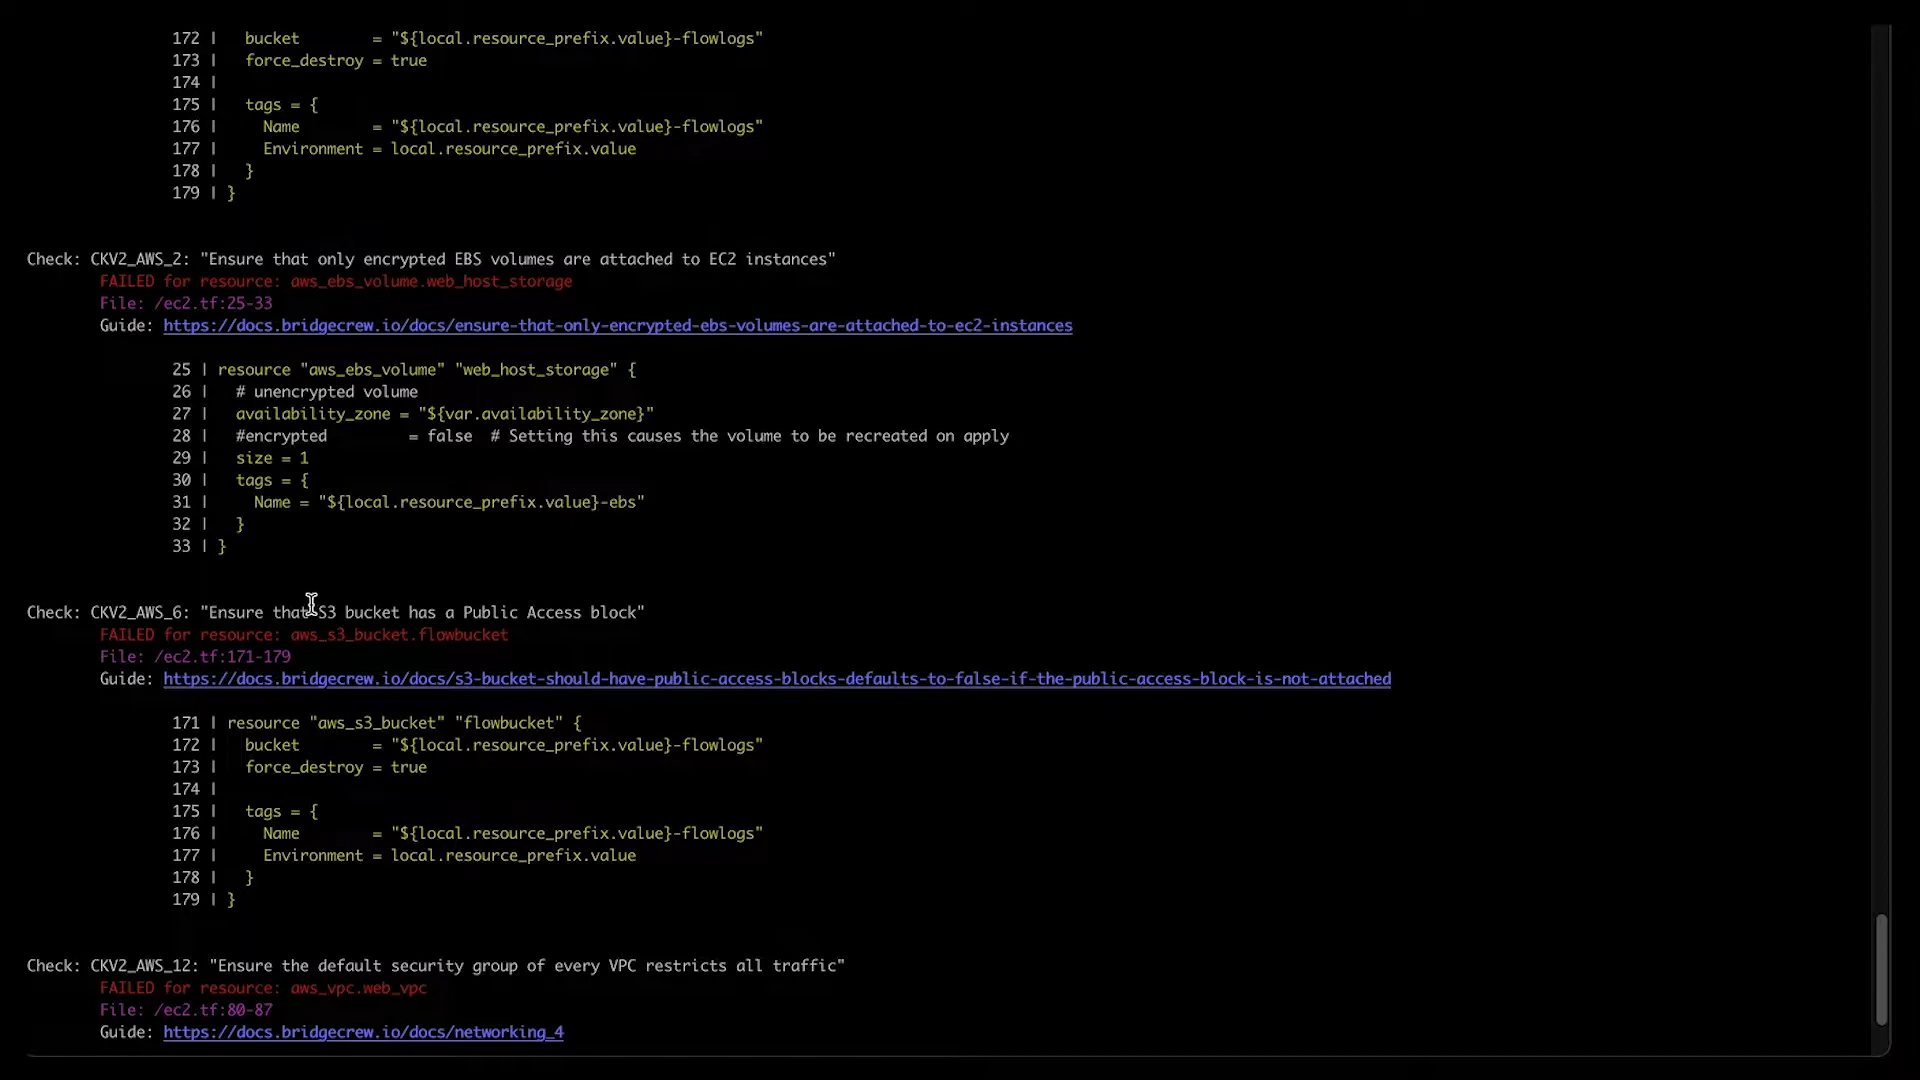 172 |   bucket        = "${local.resource_prefix.value}-flowlogs"
173 |   force_destroy = true
174 |
175 |   tags = {
176 |     Name        = "${local.resource_prefix.value}-flowlogs"
177 |     Environment = local.resource_prefix.value
178 |   }
179 | }
Check: CKV2_AWS_2: "Ensure that only encrypted EBS volumes are attached to EC2 instances"
FAILED for resource: aws_ebs_volume.web_host_storage
File: /ec2.tf:25-33
Guide: https://docs.bridgecrew.io/docs/ensure-that-only-encrypted-ebs-volumes-are-attached-to-ec2-instances
25 | resource "aws_ebs_volume" "web_host_storage" {
26 |   # unencrypted volume
27 |   availability_zone = "${var.availability_zone}"
28 |   #encrypted         = false  # Setting this causes the volume to be recreated on apply
29 |   size = 1
30 |   tags = {
31 |     Name = "${local.resource_prefix.value}-ebs"
32 |   }
33 | }
Check: CKV2_AWS_6: "Ensure that S3 bucket has a Public Access block"
FAILED for resource: aws_s3_bucket.flowbucket
File: /ec2.tf:171-179
Guide: https://docs.bridgecrew.io/docs/s3-bucket-should-have-public-access-blocks-defaults-to-false-if-the-public-access-block-is-not-attached
171 | resource "aws_s3_bucket" "flowbucket" {
172 |   bucket        = "${local.resource_prefix.value}-flowlogs"
173 |   force_destroy = true
174 |
175 |   tags = {
176 |     Name        = "${local.resource_prefix.value}-flowlogs"
177 |     Environment = local.resource_prefix.value
178 |   }
179 | }
Check: CKV2_AWS_12: "Ensure the default security group of every VPC restricts all traffic"
FAILED for resource: aws_vpc.web_vpc
File: /ec2.tf:80-87
Guide: https://docs.bridgecrew.io/docs/networking_4